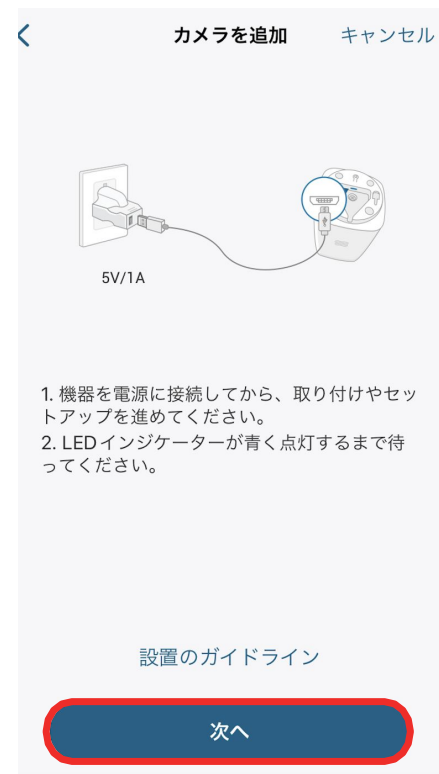 カメラを追加 キャンセル
5V/1A
1. 機器を電源に接続してから、取り付けやセッ
トアップを進めてください。
2. LEDインジケーターが青く点灯するまで待
ってください。
設置のガイドライン
次へ